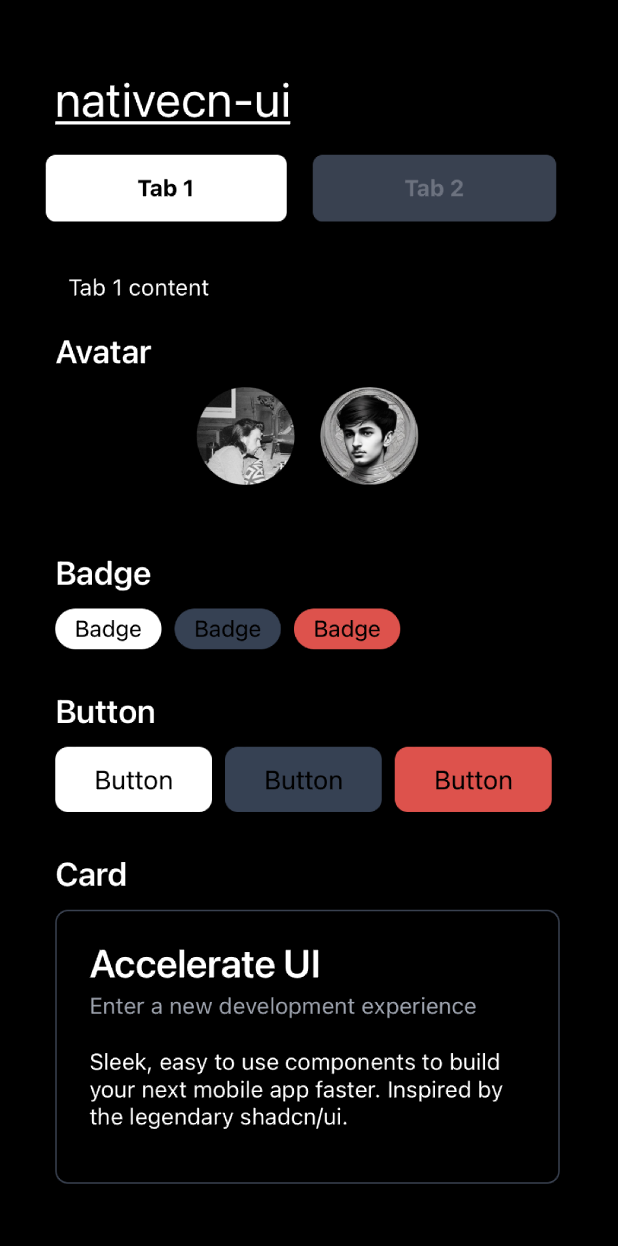 nativecn-ui
Tab 1
Tab 2
Tab 1 content
Avatar
Badge
Badge
Badge
Badge
Button
Button
Button
Button
Card
Accelerate UI
Enter a new development experience
Sleek, easy to use components to build
your next mobile app faster. Inspired by
the legendary shadcn/ui.